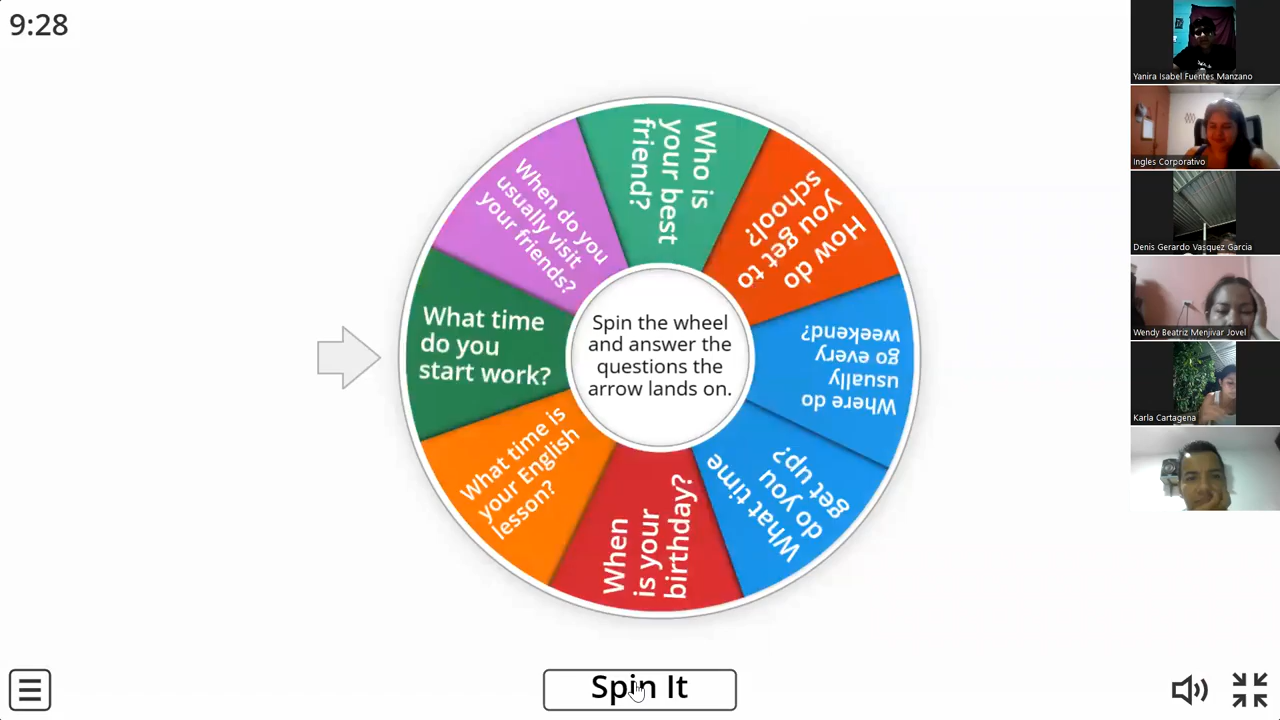 9:28
Who is
your best
friend?
How do
you get to
school?
Where do
usually
go every
weekend?
What time
do you
get up?
When
is your
birthday?
What time is
your English
lesson?
What time
do you
start work?
When do you
usually visit
your friends?
Spin the wheel
and answer the
questions the
arrow lands on.
Spin It
Yanira Isabel Fuentes Manzano
Ingles Corporativo
Denis Gerardo Vasquez Garcia
Wendy Beatriz Menjivar Jovel
Karla Cartagena